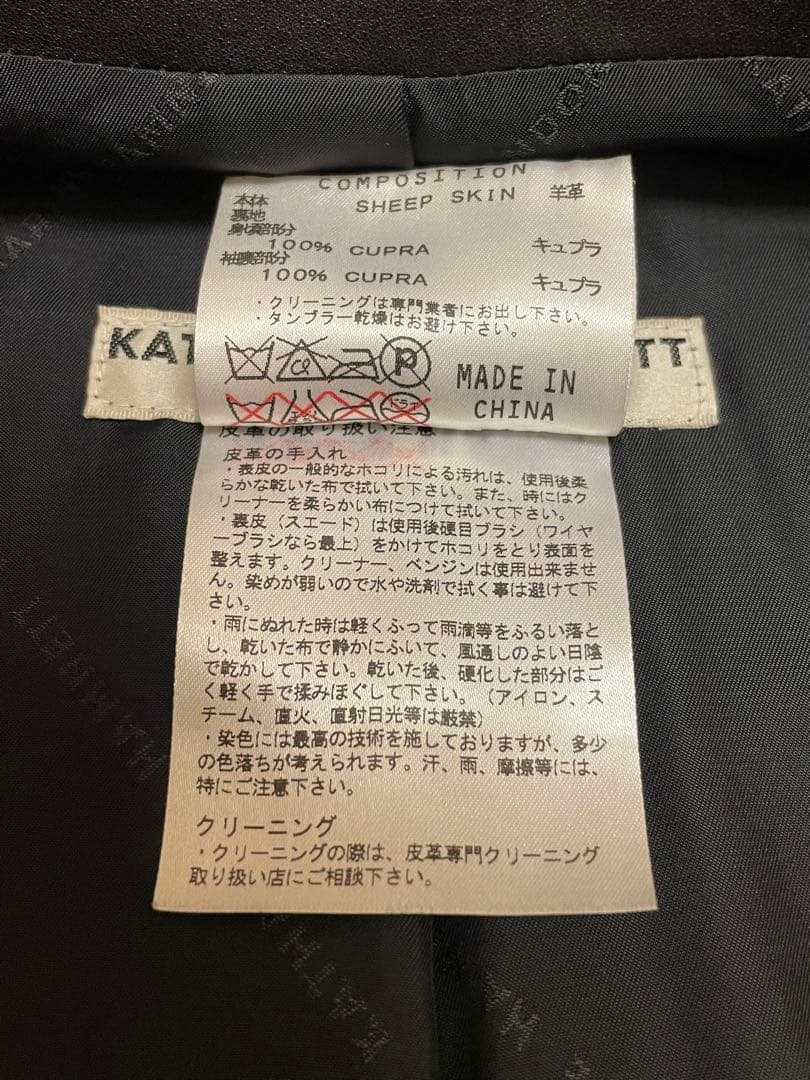 COMPOSITION
本体 SHEEP SKIN 羊革
裏地
身頃部分
100% CUPRA キュプラ
袖裏部分
100% CUPRA キュプラ
・クリーニングは専門業者にお出し下さい。
・タンブラー乾燥はお避け下さい。
KAT TT
P
MADE IN
CHINA
ドライ
皮革の取り扱い注意
皮革の手入れ
・表皮の一般的なホコリによる汚れは、使用後柔
らかな乾いた布で拭いて下さい。また、時にはク
リーナーを柔らかい布につけて拭いて下さい。
・裏皮（スエード）は使用後硬目ブラシ（ワイヤ
ーブラシなら最上）をかけてホコリをとり表面を
整えます。クリーナー、ベンジンは使用出来ませ
ん。染めが弱いので水や洗剤で拭く事は避けて下
さい。
・雨にぬれた時は軽くふって雨滴等をふるい落と
し、乾いた布で静かにふいて、風通しのよい日陰
で乾かして下さい。乾いた後、硬化した部分はご
く軽く手で揉みほぐして下さい。（アイロン、ス
チーム、直火、直射日光等は厳禁）
・染色には最高の技術を施しておりますが、多少
の色落ちが考えられます。汗、雨、摩擦等には、
特にご注意下さい。
クリーニング
・クリーニングの際は、皮革専門クリーニング
取り扱い店にご相談下さい。